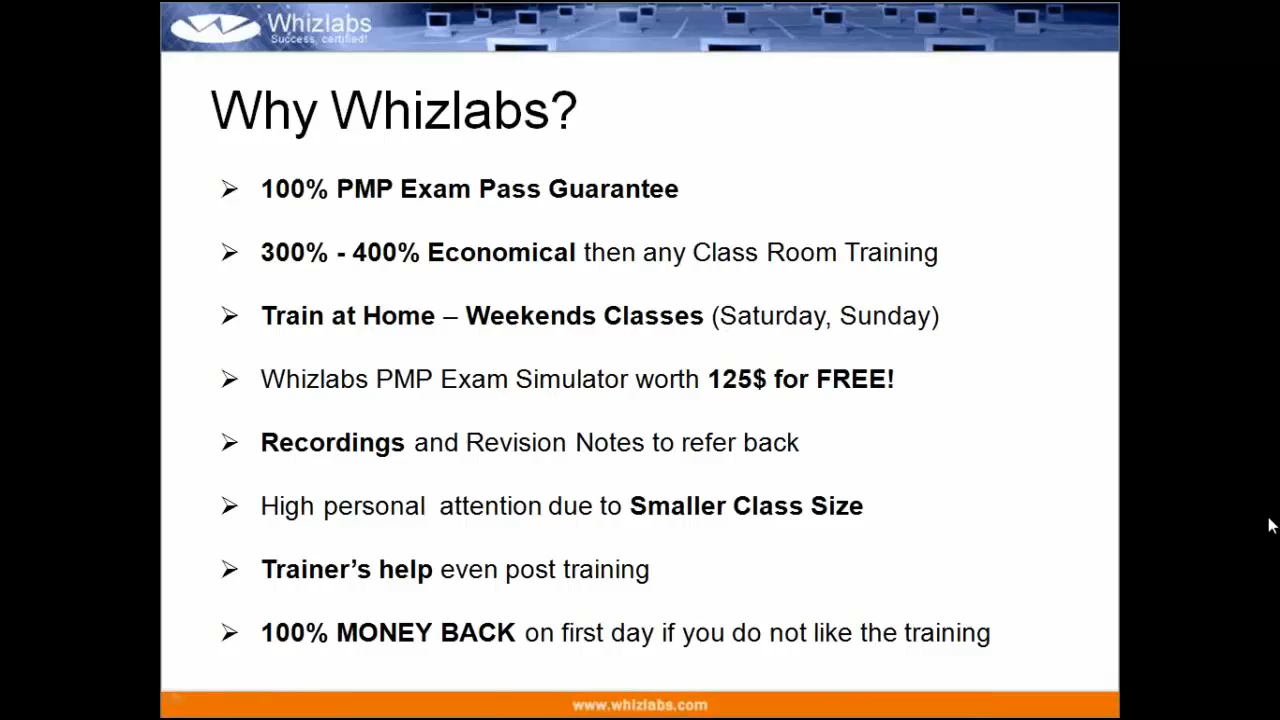 Whizlabs
Success, certified!
Why Whizlabs?
100% PMP Exam Pass Guarantee
300% - 400% Economical then any Class Room Training
Train at Home – Weekends Classes (Saturday, Sunday)
Whizlabs PMP Exam Simulator worth 125$ for FREE!
Recordings and Revision Notes to refer back
High personal  attention due to Smaller Class Size
Trainer’s help even post training
100% MONEY BACK on first day if you do not like the training
www.whizlabs.com